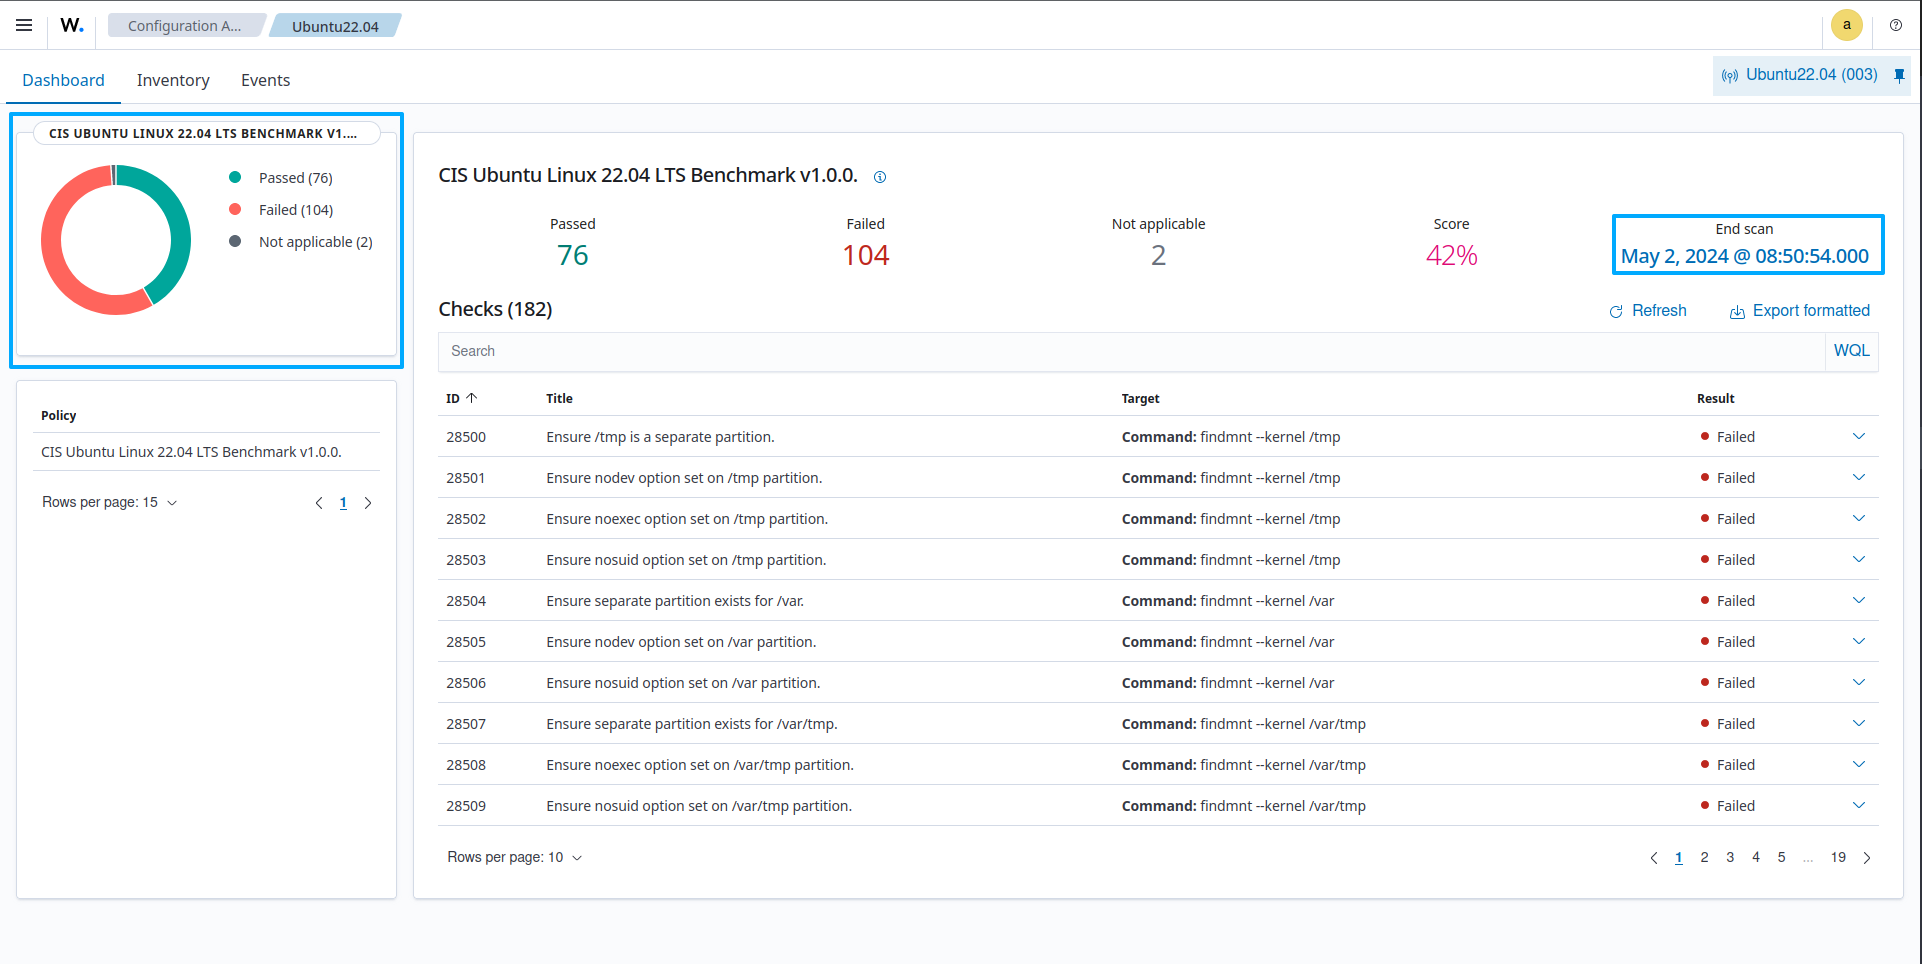 W.
Configuration A...
Ubuntu22.04
a
Dashboard
Inventory
Events
Ubuntu22.04 (003)
CIS UBUNTU LINUX 22.04 LTS BENCHMARK V1....
Passed (76)
Failed (104)
Not applicable (2)
Policy
CIS Ubuntu Linux 22.04 LTS Benchmark v1.0.0.
Rows per page: 15
1
CIS Ubuntu Linux 22.04 LTS Benchmark v1.0.0.
Passed
76
Failed
104
Not applicable
2
Score
42%
End scan
May 2, 2024 @ 08:50:54.000
Checks (182)
Refresh
Export formatted
Search
WQL
ID Title Target Result
28500 Ensure /tmp is a separate partition. Command: findmnt --kernel /tmp Failed
28501 Ensure nodev option set on /tmp partition. Command: findmnt --kernel /tmp Failed
28502 Ensure noexec option set on /tmp partition. Command: findmnt --kernel /tmp Failed
28503 Ensure nosuid option set on /tmp partition. Command: findmnt --kernel /tmp Failed
28504 Ensure separate partition exists for /var. Command: findmnt --kernel /var Failed
28505 Ensure nodev option set on /var partition. Command: findmnt --kernel /var Failed
28506 Ensure nosuid option set on /var partition. Command: findmnt --kernel /var Failed
28507 Ensure separate partition exists for /var/tmp. Command: findmnt --kernel /var/tmp Failed
28508 Ensure noexec option set on /var/tmp partition. Command: findmnt --kernel /var/tmp Failed
28509 Ensure nosuid option set on /var/tmp partition. Command: findmnt --kernel /var/tmp Failed
Rows per page: 10
1 2 3 4 5 ... 19